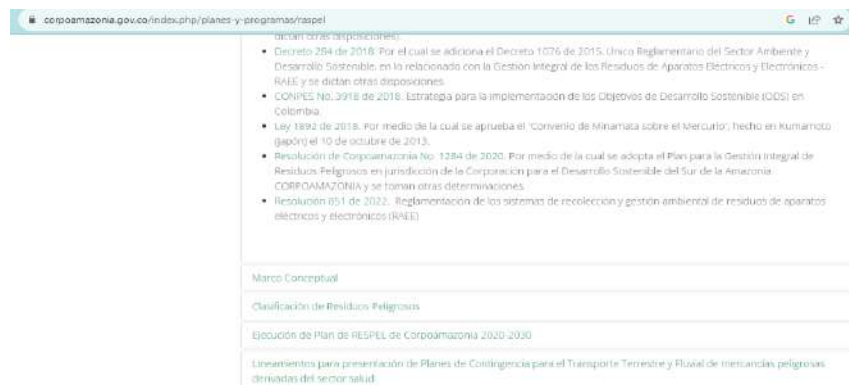 corpoamazonia.gov.co/index.php/planes-y-programas/raspel
dictan otras disposiciones).
Decreto 284 de 2018. Por el cual se adiciona el Decreto 1076 de 2015, Único Reglamentario del Sector Ambiente y
Desarrollo Sostenible, en lo relacionado con la Gestión Integral de los Residuos de Aparatos Eléctricos y Electrónicos -
RAEE y se dictan otras disposiciones.
CONPES No. 3918 de 2018. Estrategia para la implementación de los Objetivos de Desarrollo Sostenible (ODS) en
Colombia.
Ley 1892 de 2018. Por medio de la cual se aprueba el "Convenio de Minamata sobre el Mercurio", hecho en Kumamoto
(Japón) el 10 de octubre de 2013.
Resolución de Corpoamazonia No. 1284 de 2020. Por medio de la cual se adopta el Plan para la Gestión Integral de
Residuos Peligrosos en jurisdicción de la Corporación para el Desarrollo Sostenible del Sur de la Amazonia
CORPOAMAZONIA y se toman otras determinaciones.
Resolución 851 de 2022. Reglamentación de los sistemas de recolección y gestión ambiental de residuos de aparatos
eléctricos y electrónicos (RAEE)
Marco Conceptual
Clasificación de Residuos Peligrosos
Ejecución de Plan de RESPEL de Corpoamazonia 2020-2030
Lineamientos para presentación de Planes de Contingencia para el Transporte Terrestre y Fluvial de mercancías peligrosas
derivadas del sector salud